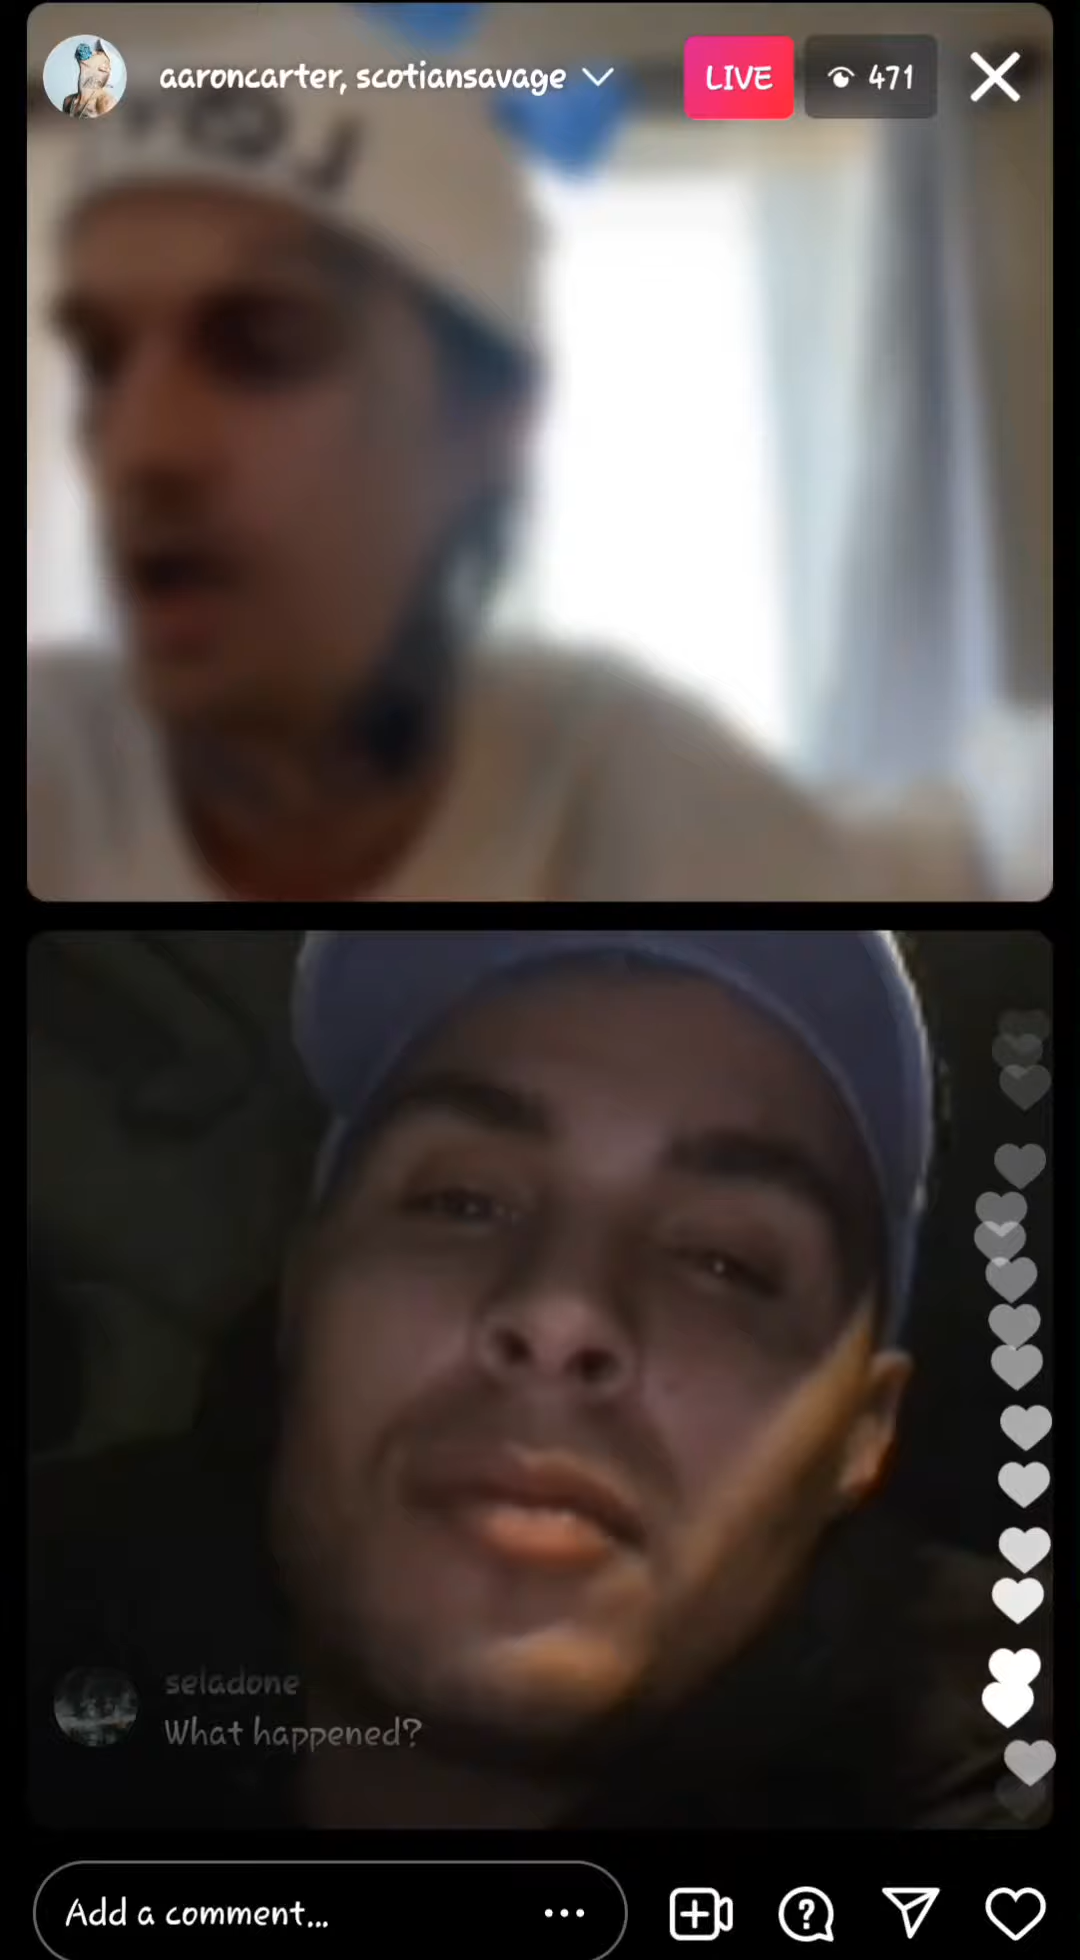 aaroncarter, scotiansavage
LIVE
471
seladone
What happened?
Add a comment...